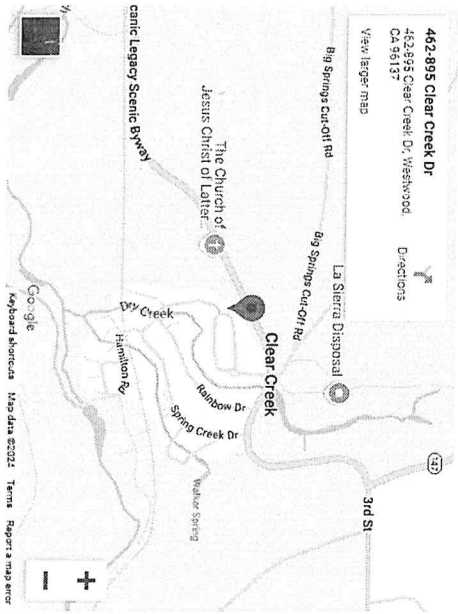 462-895 Clear Creek Dr
462-895 Clear Creek Dr, Westwood,
CA 96137
Directions
View larger map
Big Springs Cut-Off Rd
Big Springs Cut-Off Rd
La Sierra Disposal
147
3rd St
The Church of
Jesus Christ of Latter...
canic Legacy Scenic Byway
Clear Creek
Dry Creek
Rainbow Dr
Hamilton
Spring Creek Dr
Walker Spring
Google
Keyboard shortcuts
Map data ©2024
Terms
Report a map error
+
−